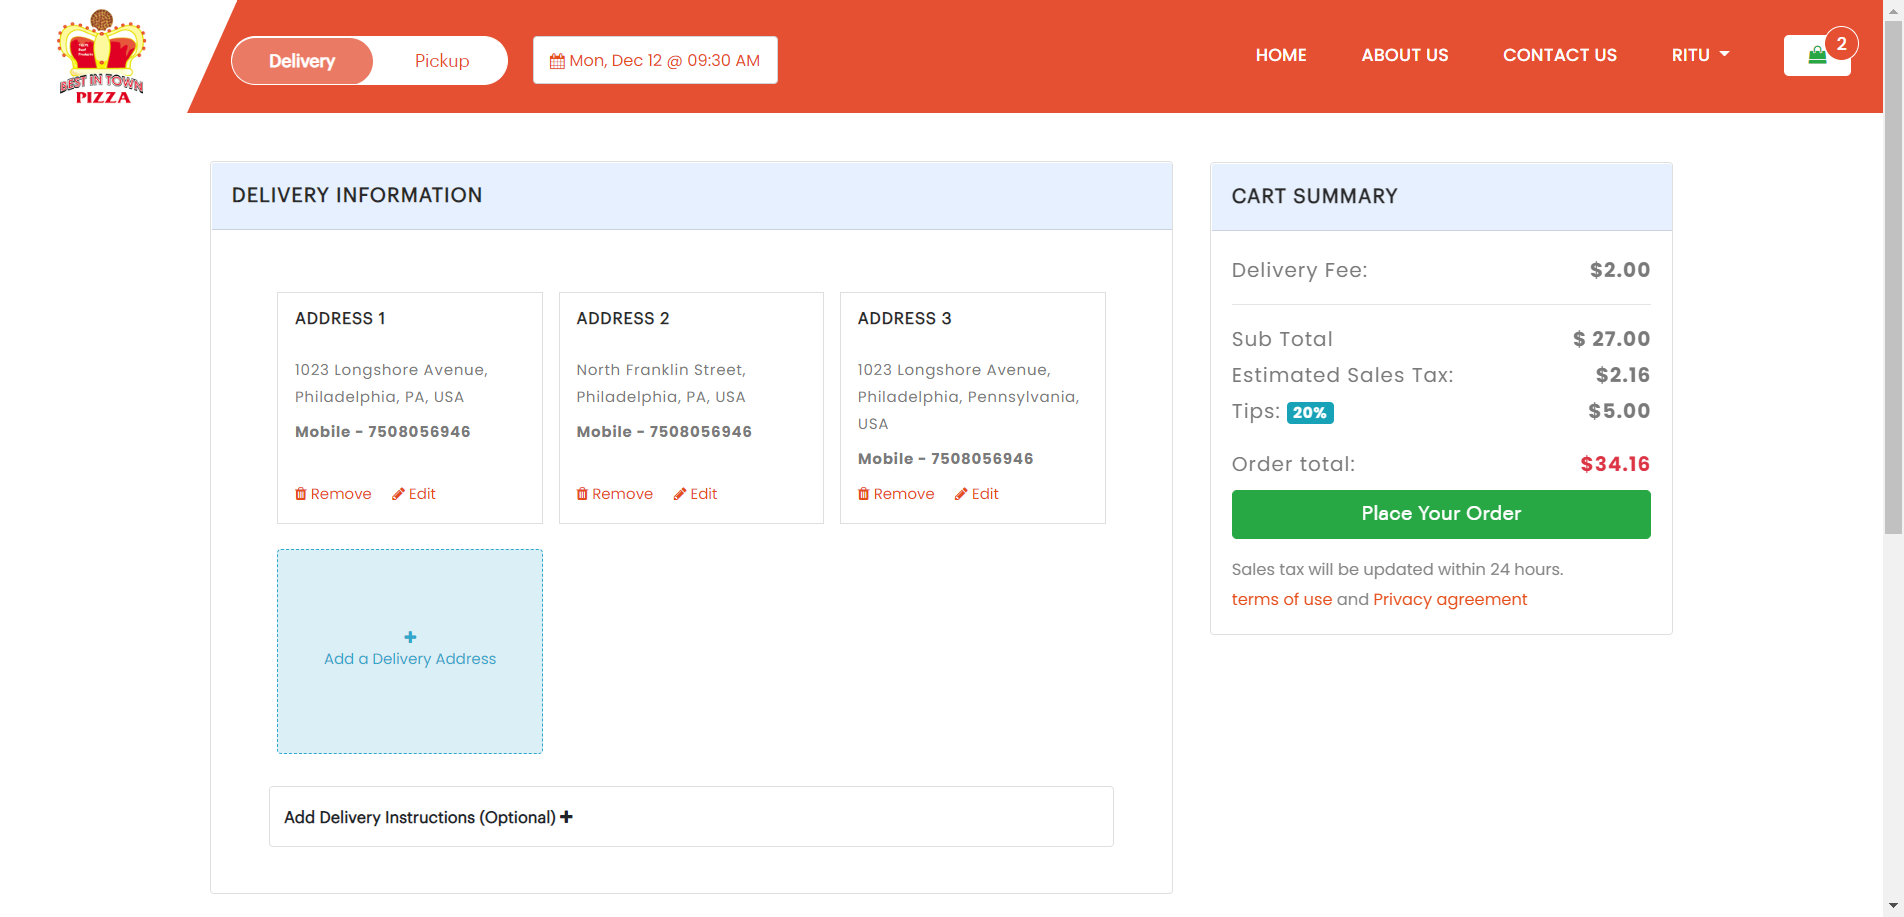 BEST IN TOWN
PIZZA
Delivery
Pickup
Mon, Dec 12 @ 09:30 AM
HOME
ABOUT US
CONTACT US
RITU
2
DELIVERY INFORMATION
ADDRESS 1
1023 Longshore Avenue,
Philadelphia, PA, USA
Mobile - 7508056946
Remove
Edit
ADDRESS 2
North Franklin Street,
Philadelphia, PA, USA
Mobile - 7508056946
Remove
Edit
ADDRESS 3
1023 Longshore Avenue,
Philadelphia, Pennsylvania,
USA
Mobile - 7508056946
Remove
Edit
Add a Delivery Address
Add Delivery Instructions (Optional)
CART SUMMARY
Delivery Fee: $2.00
Sub Total $ 27.00
Estimated Sales Tax: $2.16
Tips: 20% $5.00
Order total: $34.16
Place Your Order
Sales tax will be updated within 24 hours.
terms of use and Privacy agreement